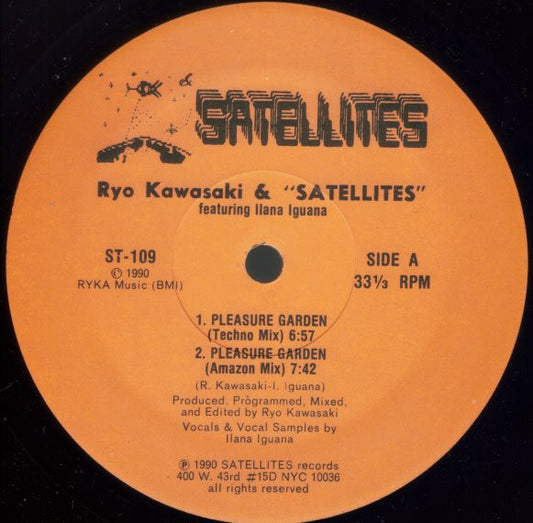 SATELLITES
Ryo Kawasaki & "SATELLITES"
featuring Ilana Iguana
ST-109
© 1990
RYKA Music (BMI)
SIDE A
33⅓ RPM
1. PLEASURE GARDEN
(Techno Mix) 6:57
2. PLEASURE GARDEN
(Amazon Mix) 7:42
(R. Kawasaki-I. Iguana)
Produced. Prògrammed, Mixed,
and Edited by Ryo Kawasaki
Vocals & Vocal Samples by
Ilana Iguana
℗ 1990 SATELLITES records
400 W. 43rd #15D NYC 10036
all rights reserved